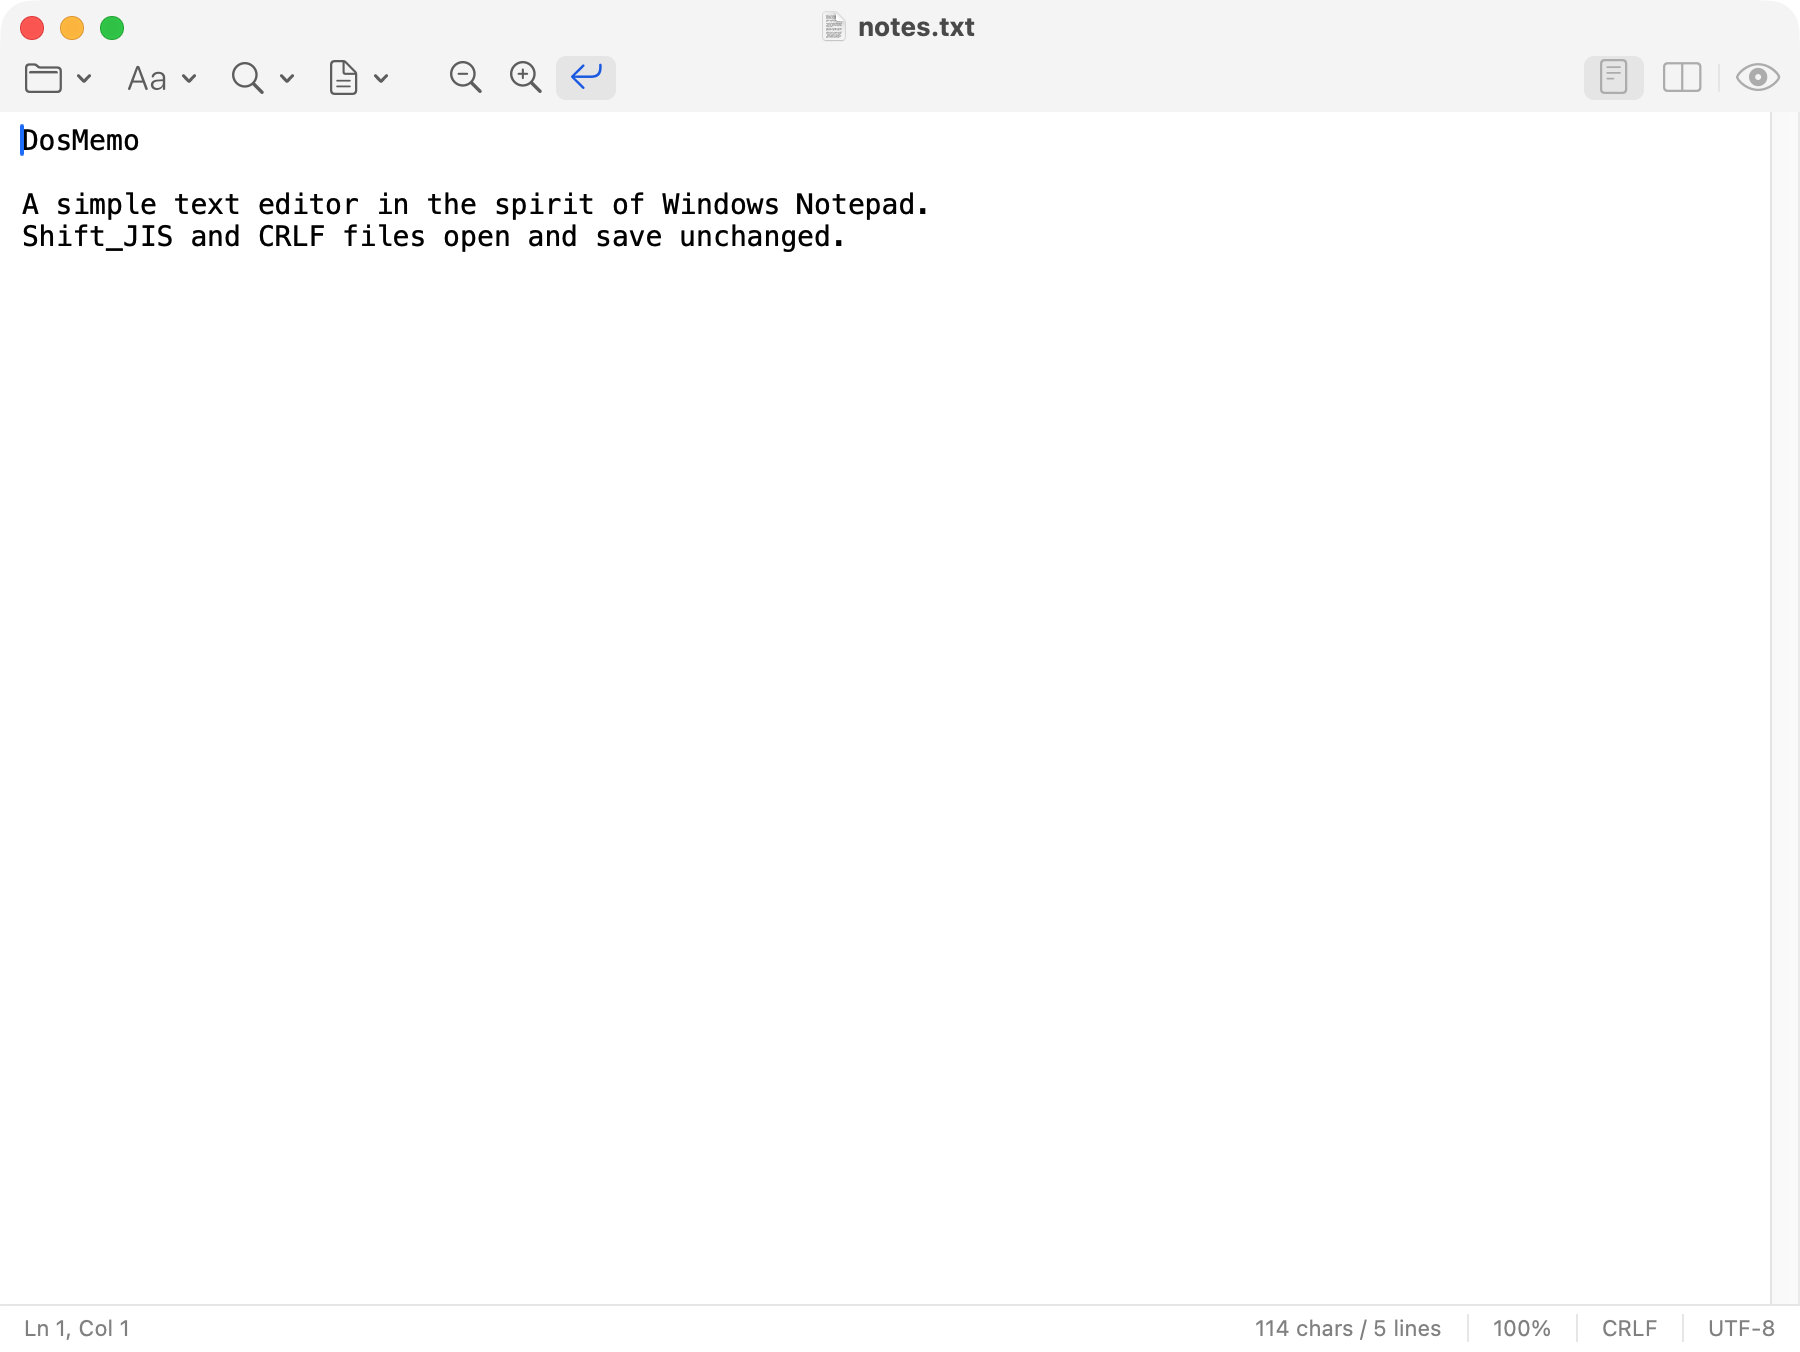 notes.txt
Aa
DosMemo
A simple text editor in the spirit of Windows Notepad.
Shift_JIS and CRLF files open and save unchanged.
Ln 1, Col 1
114 chars / 5 lines
100%
CRLF
UTF-8